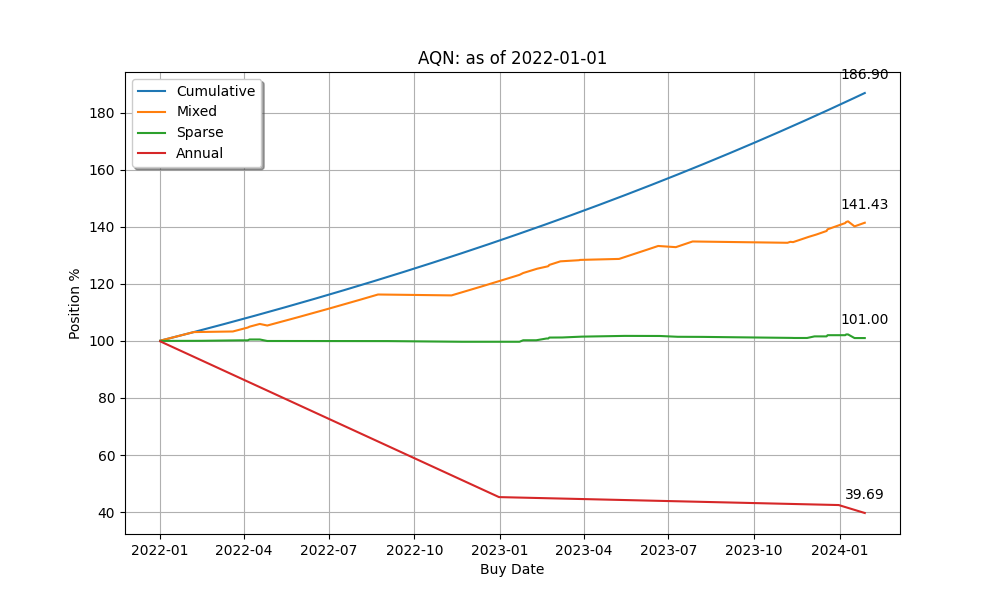 AQN: as of 2022-01-01
186.90
Cumulative
Mixed
Sparse
Annual
180
160
141.43
140
120
101.00
100
80
60
39.69
40
2022-01 2022-04 2022-07 2022-10 2023-01 2023-04 2023-07 2023-10 2024-01
Position %
Buy Date